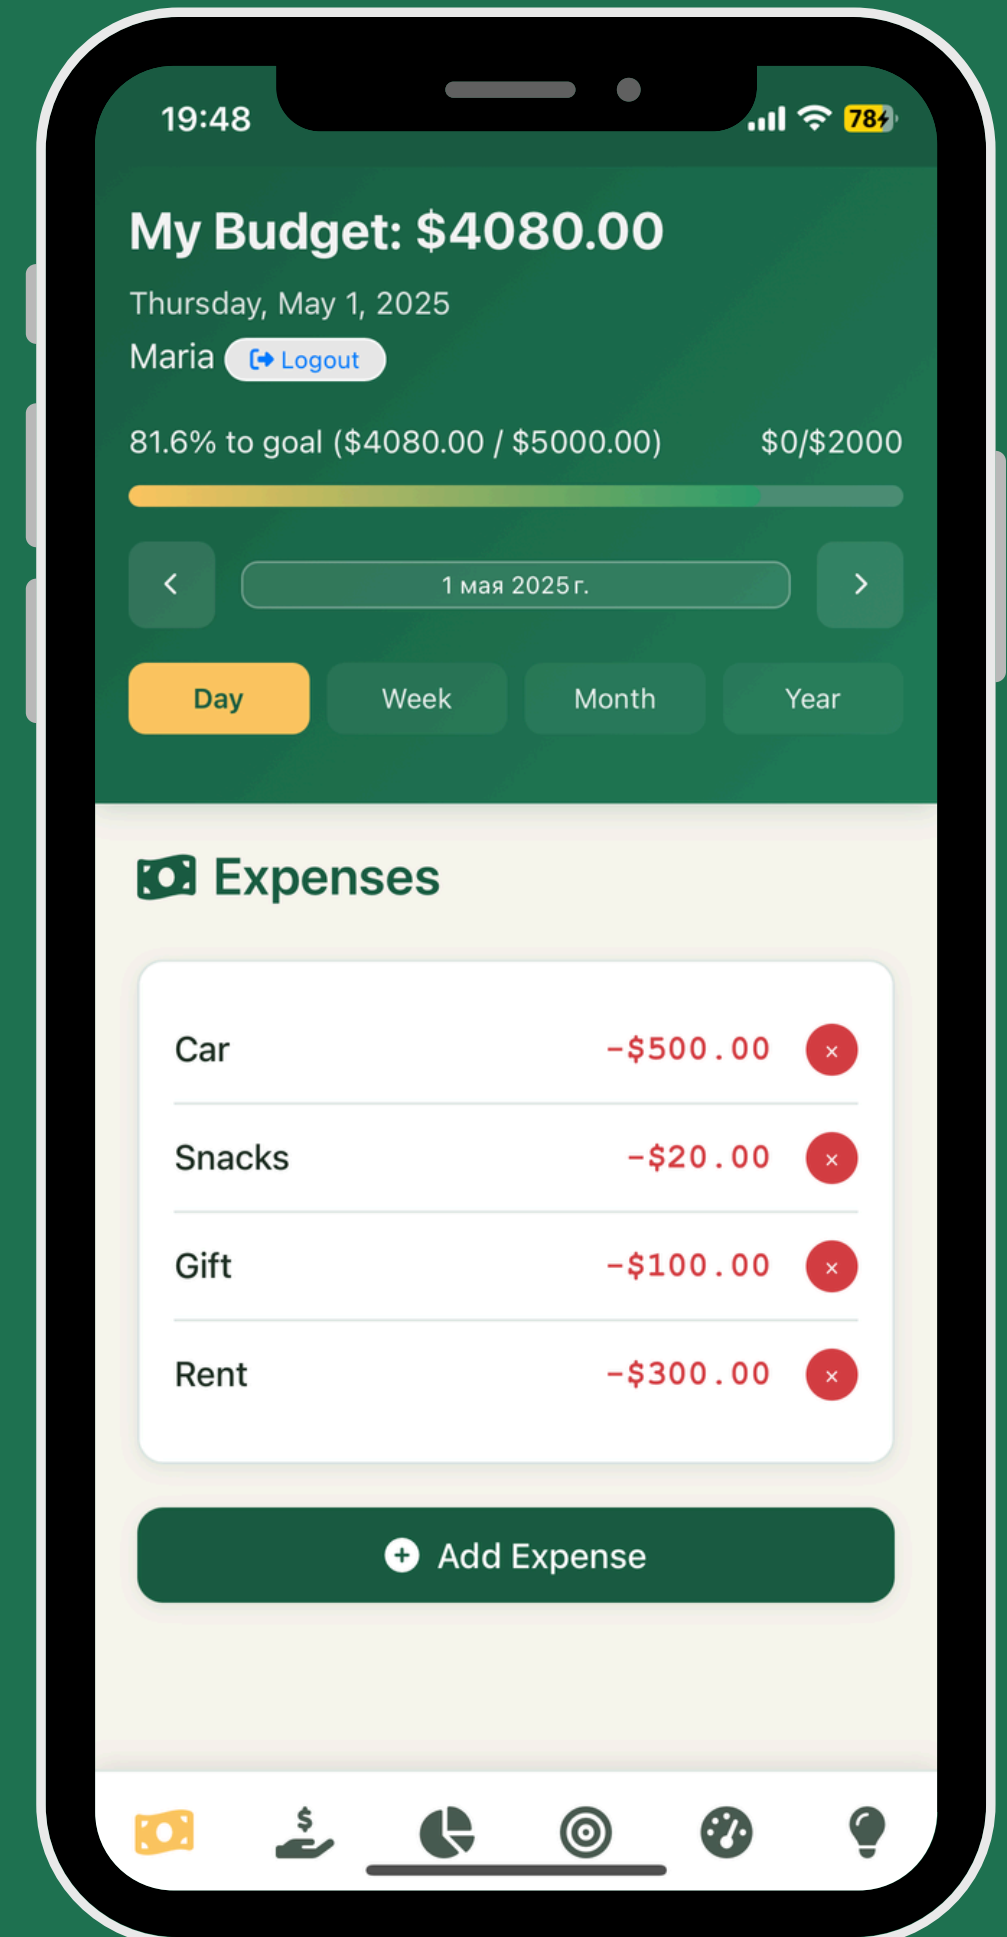 19:48 78
My Budget: $4080.00
Thursday, May 1, 2025
Maria Logout
81.6% to goal ($4080.00 / $5000.00) $0/$2000
1 мая 2025 г.
Day Week Month Year
Expenses
Car -$500.00 ×
Snacks -$20.00 ×
Gift -$100.00 ×
Rent -$300.00 ×
Add Expense